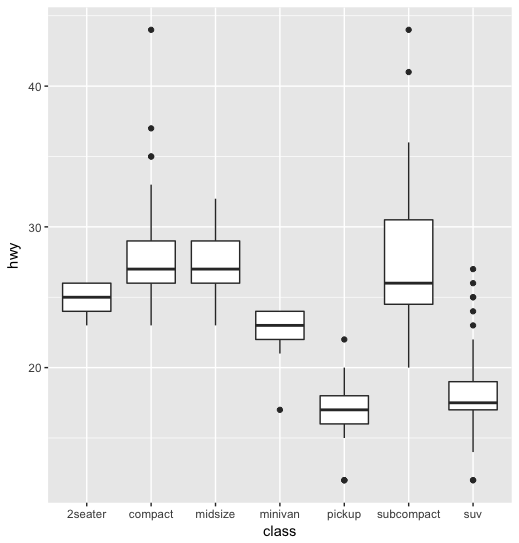 hwy
40
30
20
2seater compact midsize minivan pickup subcompact suv
class